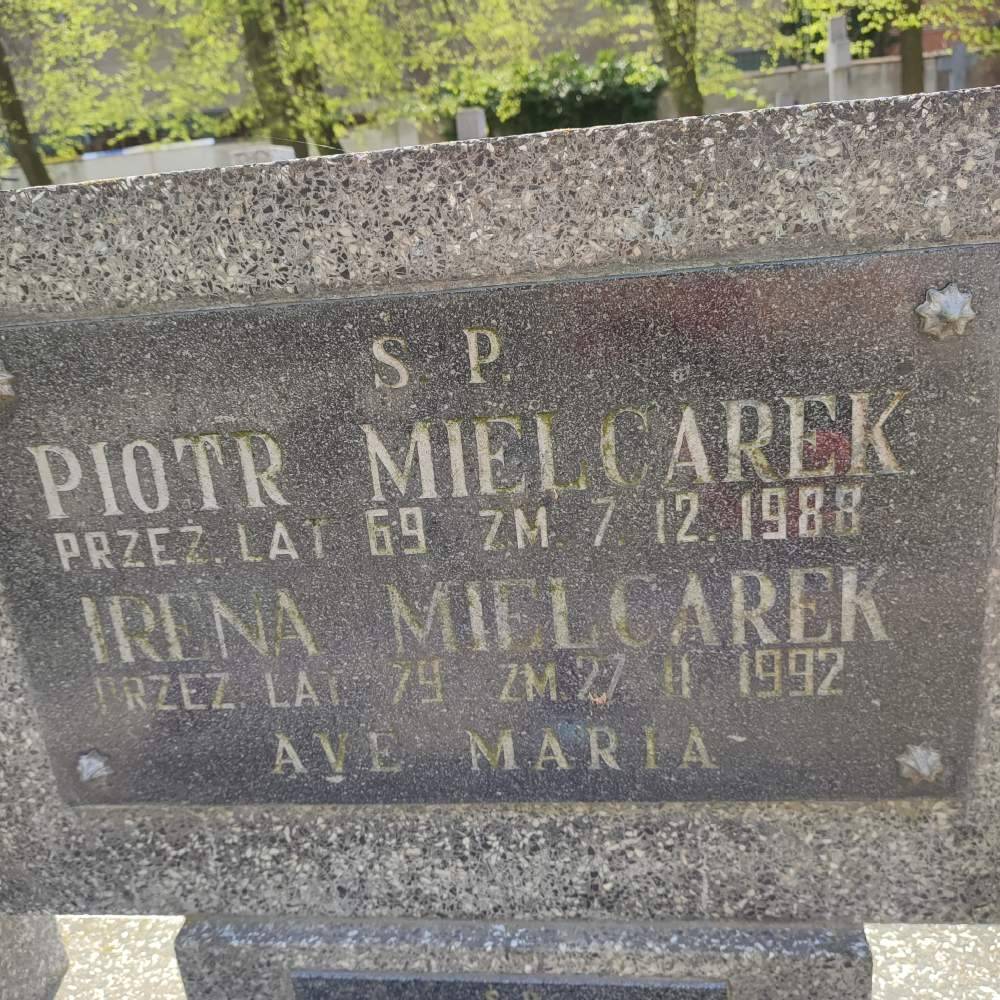 S. P.
PIOTR MIELCAREK
PRZEŻ. LAT 69 ZM. 7. 12. 1988
IRENA MIELCAREK
PRZEŻ. LAT 79 ZM. 27 11 1992
AVE MARIA
S.P.